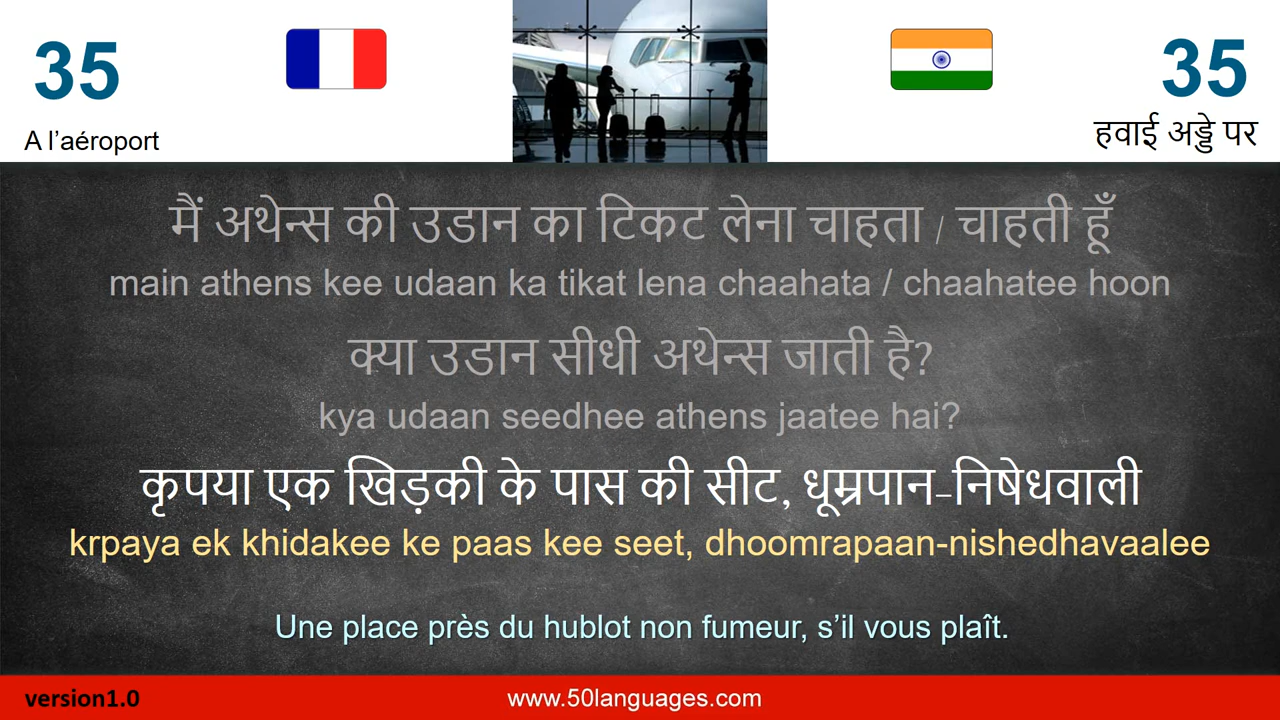 35
35
A l’aéroport
हवाई अड्डे पर
मैं अथेन्स की उडान का टिकट लेना चाहता / चाहती हूँ
main athens kee udaan ka tikat lena chaahata / chaahatee hoon
क्या उडान सीधी अथेन्स जाती है?
kya udaan seedhee athens jaatee hai?
कृपया एक खिड़की के पास की सीट, धूम्रपान–निषेधवाली
krpaya ek khidakee ke paas kee seet, dhoomrapaan-nishedhavaalee
Une place près du hublot non fumeur, s’il vous plaît.
version1.0
www.50languages.com